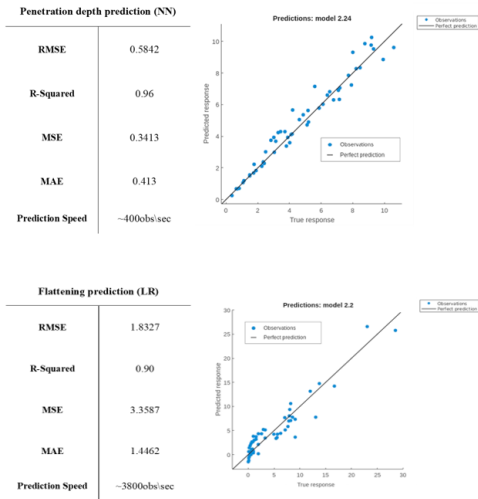 Penetration depth prediction (NN)
RMSE 0.5842
R-Squared 0.96
MSE 0.3413
MAE 0.413
Prediction Speed ~400obs\sec
Predictions: model 2.24
Observations
Perfect prediction
Predicted response
10
8
6
4
2
0
Observations
Perfect prediction
0 2 4 6 8 10
True response
Flattening prediction (LR)
RMSE 1.8327
R-Squared 0.90
MSE 3.3587
MAE 1.4462
Prediction Speed ~3800obs\sec
Predictions: model 2.2
Observations
Perfect prediction
Predicted response
30
25
20
15
10
5
0
Observations
Perfect prediction
0 5 10 15 20 25 30
True response